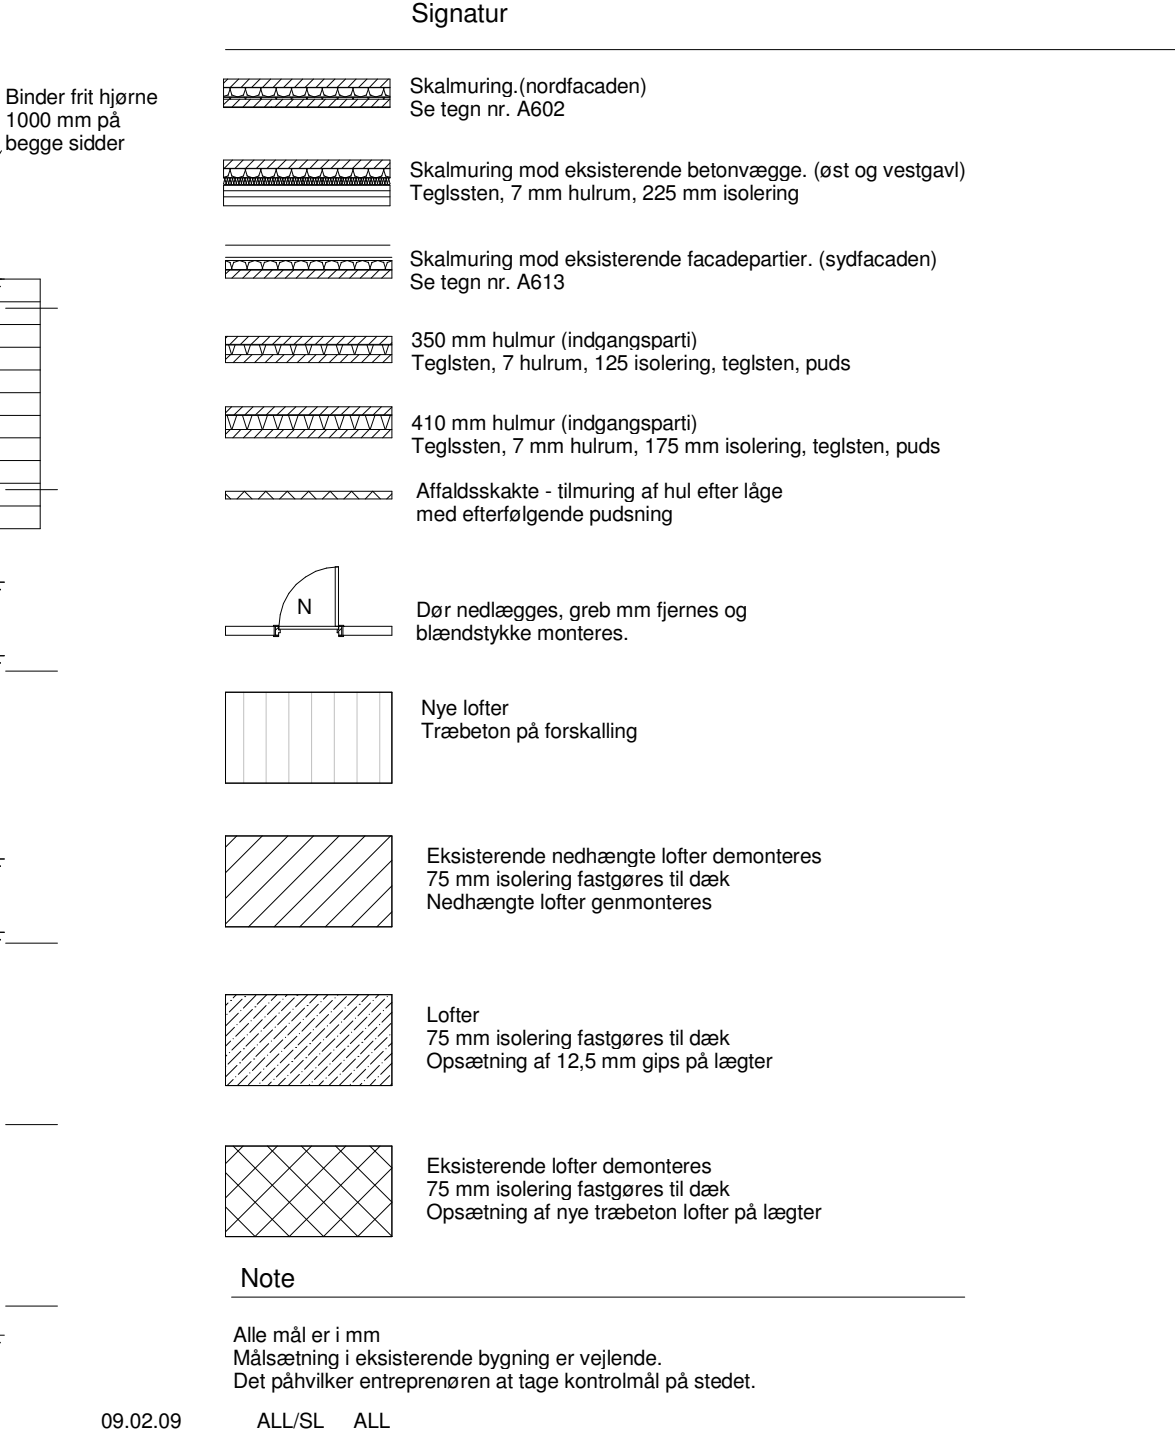 Signatur
Binder frit hjørne
1000 mm på
begge sidder
Skalmuring.(nordfacaden)
Se tegn nr. A602
Skalmuring mod eksisterende betonvægge. (øst og vestgavl)
Teglssten, 7 mm hulrum, 225 mm isolering
Skalmuring mod eksisterende facadepartier. (sydfacaden)
Se tegn nr. A613
350 mm hulmur (indgangsparti)
Teglsten, 7 hulrum, 125 isolering, teglsten, puds
410 mm hulmur (indgangsparti)
Teglssten, 7 mm hulrum, 175 mm isolering, teglsten, puds
Affaldsskakte - tilmuring af hul efter låge
med efterfølgende pudsning
N
Dør nedlægges, greb mm fjernes og
blændstykke monteres.
Nye lofter
Træbeton på forskalling
Eksisterende nedhængte lofter demonteres
75 mm isolering fastgøres til dæk
Nedhængte lofter genmonteres
Lofter
75 mm isolering fastgøres til dæk
Opsætning af 12,5 mm gips på lægter
Eksisterende lofter demonteres
75 mm isolering fastgøres til dæk
Opsætning af nye træbeton lofter på lægter
Note
Alle mål er i mm
Målsætning i eksisterende bygning er vejlende.
Det påhvilker entreprenøren at tage kontrolmål på stedet.
09.02.09 ALL/SL ALL